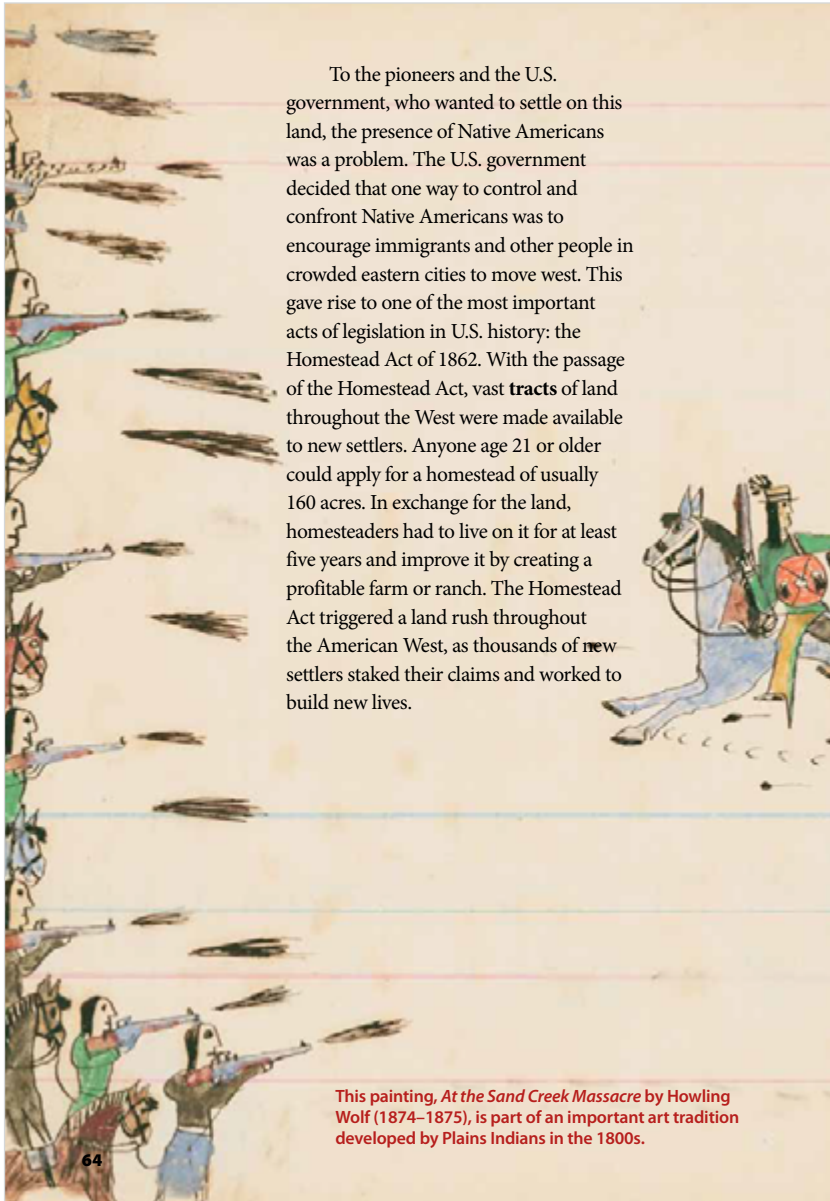 To the pioneers and the U.S.
government, who wanted to settle on this
land, the presence of Native Americans
was a problem. The U.S. government
decided that one way to control and
confront Native Americans was to
encourage immigrants and other people in
crowded eastern cities to move west. This
gave rise to one of the most important
acts of legislation in U.S. history: the
Homestead Act of 1862. With the passage
of the Homestead Act, vast tracts of land
throughout the West were made available
to new settlers. Anyone age 21 or older
could apply for a homestead of usually
160 acres. In exchange for the land,
homesteaders had to live on it for at least
five years and improve it by creating a
profitable farm or ranch. The Homestead
Act triggered a land rush throughout
the American West, as thousands of new
settlers staked their claims and worked to
build new lives.
This painting, At the Sand Creek Massacre by Howling
Wolf (1874–1875), is part of an important art tradition
developed by Plains Indians in the 1800s.
64